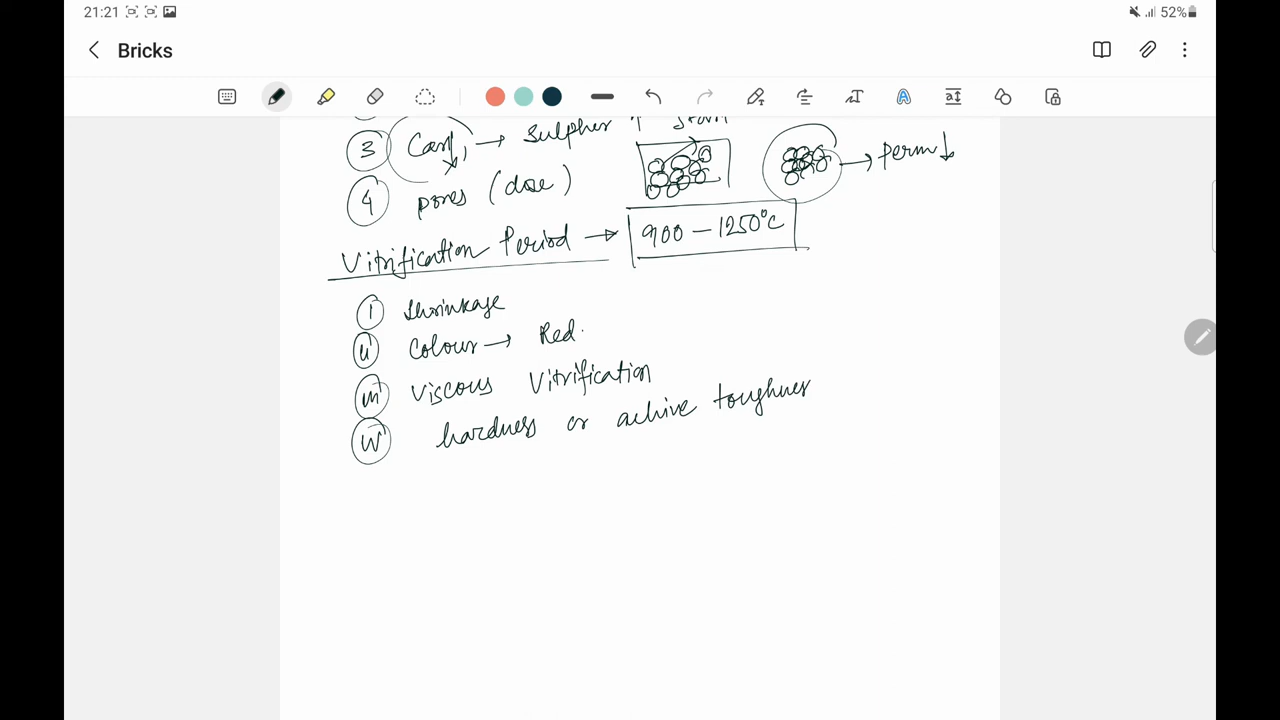 21:21 52%
Bricks
3 Carb, → Sulpher ↑
4 pores (close) → perm ↓
Vitrification Period → 900 – 1250°C
i Shrinkage
ii Colour → Red.
iii Viscous Vitrification
iv hardness or achive toughness